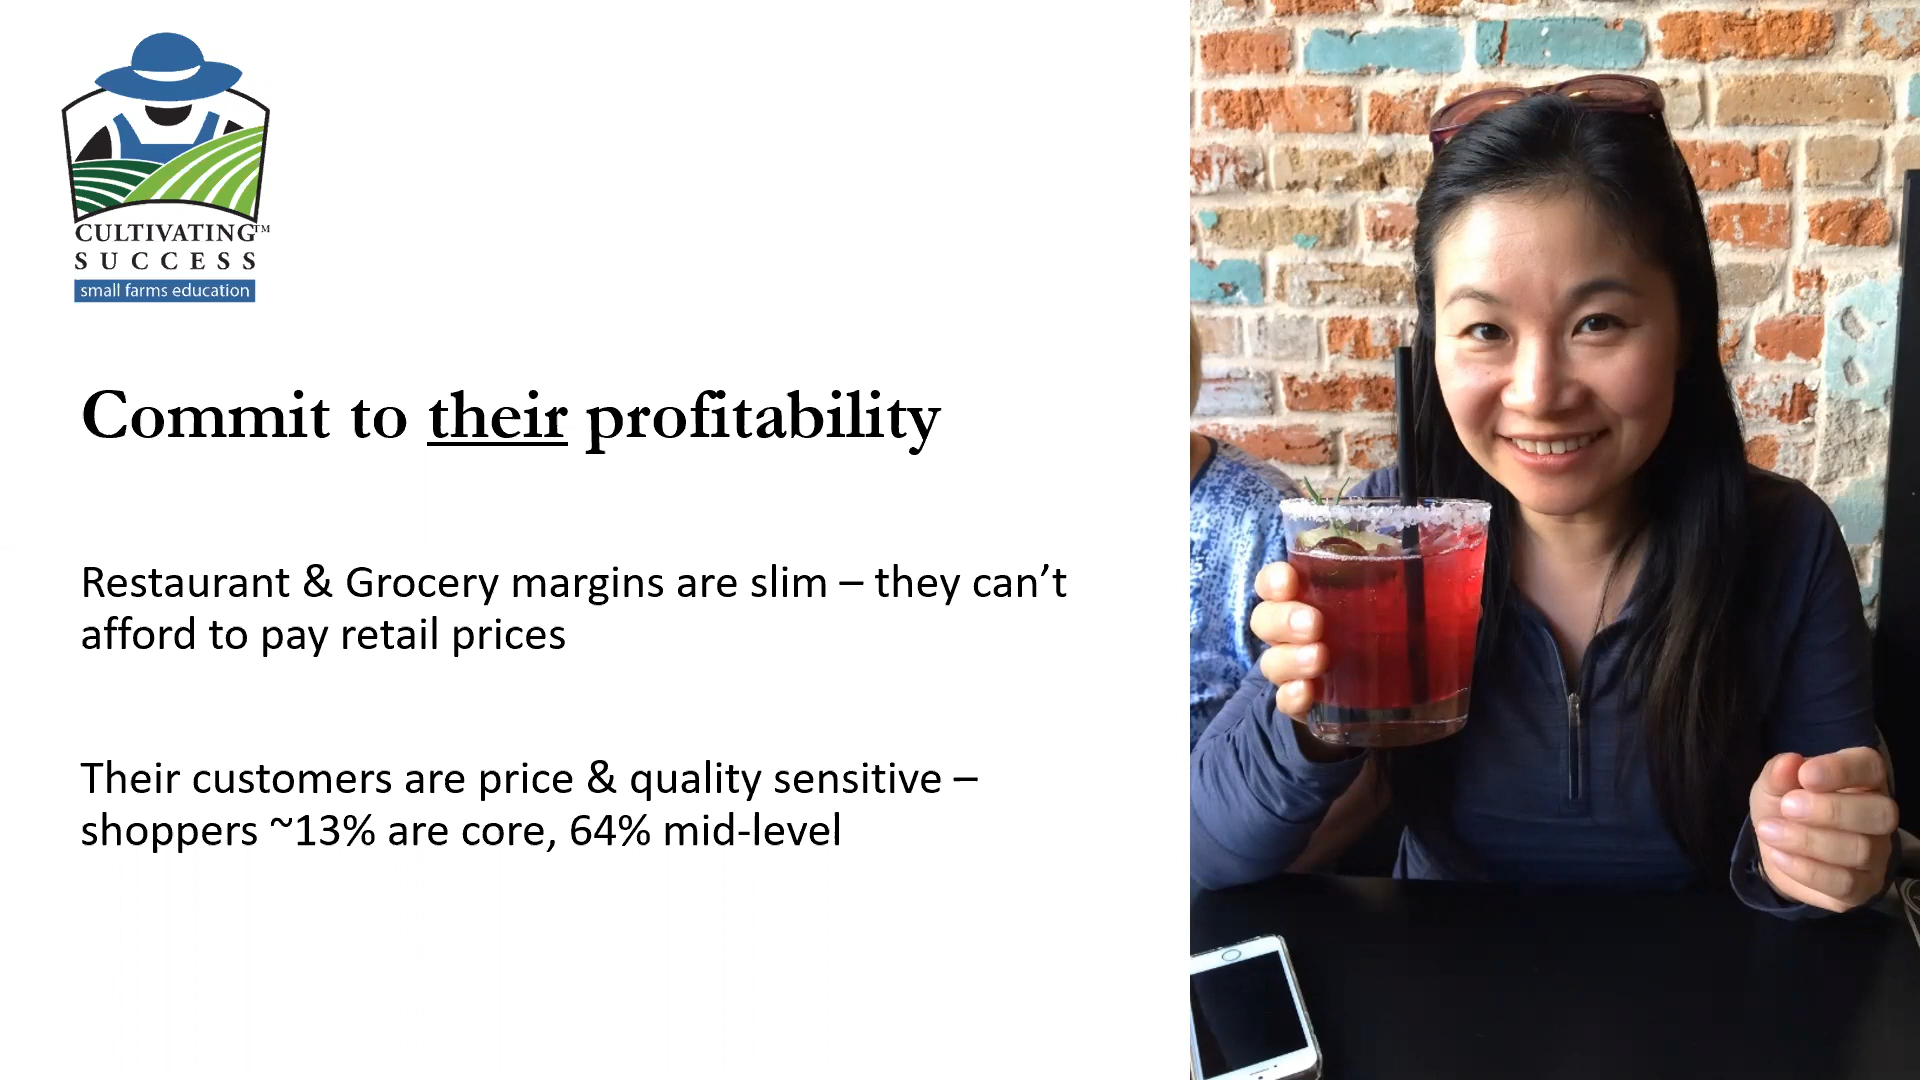 CULTIVATING™
SUCCESS
small farms education
Commit to their profitability
Restaurant & Grocery margins are slim – they can’t
afford to pay retail prices
Their customers are price & quality sensitive –
shoppers ~13% are core, 64% mid-level